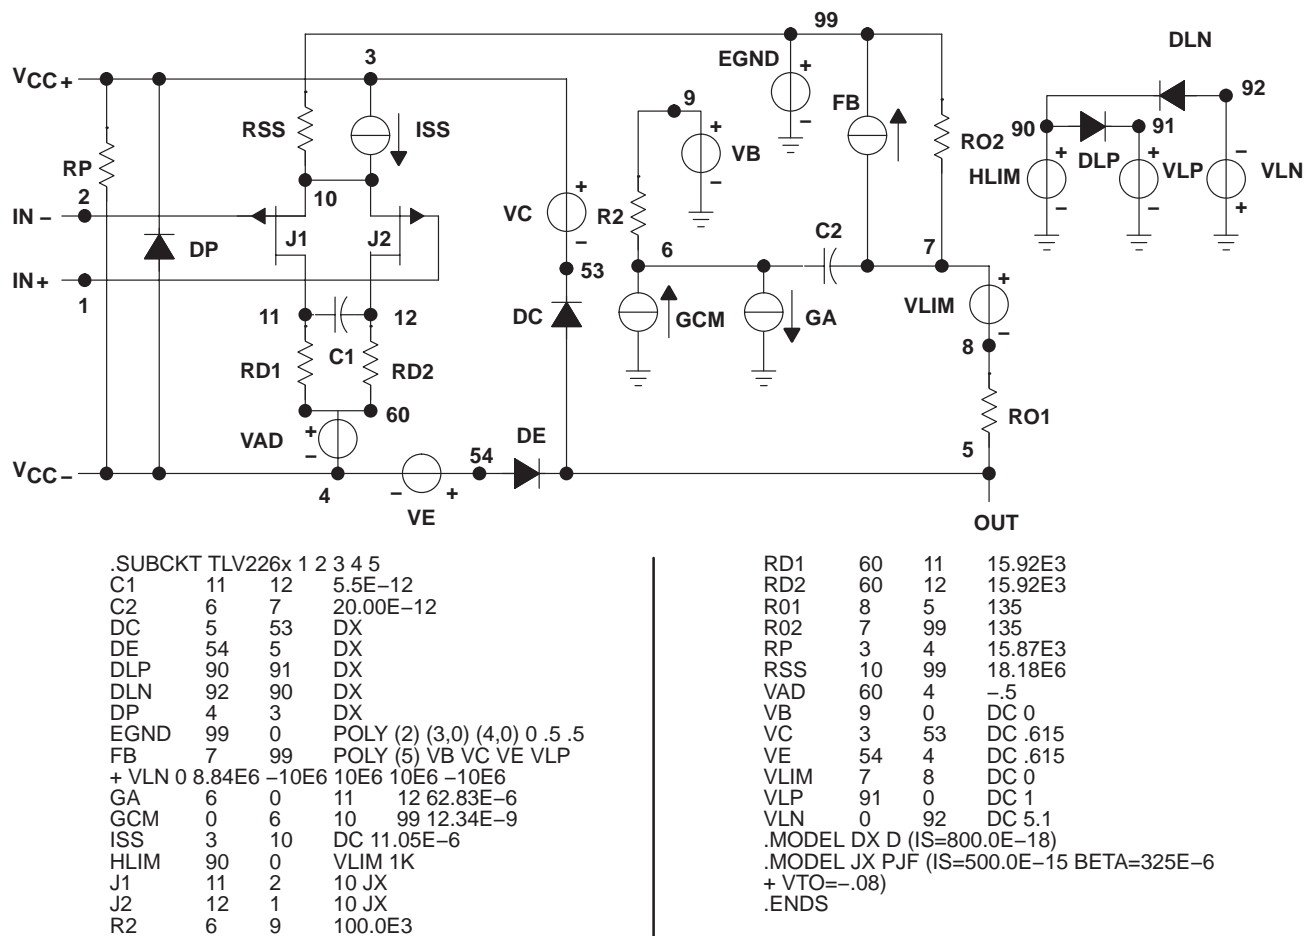 99
DLN
3
VCC+
EGND
+
−
FB
9
92
RSS
ISS
90
91
RO2
VB
+
−
DLP
RP
HLIM
+
−
VLP
+
−
−
VLN
+
10
2
IN −
VC
+
−
R2
C2
J1
J2
DP
6
7
IN+
1
53
GCM
GA
VLIM
+
−
11
12
DC
8
C1
RD1
RD2
60
RO1
VAD
+
−
DE
54
5
VCC−
4
−
+
VE
OUT
.SUBCKT TLV226x 1 2 3 4 5
C1 11 12 5.5E−12
C2 6 7 20.00E−12
DC 5 53 DX
DE 54 5 DX
DLP 90 91 DX
DLN 92 90 DX
DP 4 3 DX
EGND 99 0 POLY (2) (3,0) (4,0) 0 .5 .5
FB 7 99 POLY (5) VB VC VE VLP
+ VLN 0 8.84E6 −10E6 10E6 10E6 −10E6
GA 6 0 11 12 62.83E−6
GCM 0 6 10 99 12.34E−9
ISS 3 10 DC 11.05E−6
HLIM 90 0 VLIM 1K
J1 11 2 10 JX
J2 12 1 10 JX
R2 6 9 100.0E3
RD1 60 11 15.92E3
RD2 60 12 15.92E3
R01 8 5 135
R02 7 99 135
RP 3 4 15.87E3
RSS 10 99 18.18E6
VAD 60 4 −.5
VB 9 0 DC 0
VC 3 53 DC .615
VE 54 4 DC .615
VLIM 7 8 DC 0
VLP 91 0 DC 1
VLN 0 92 DC 5.1
.MODEL DX D (IS=800.0E−18)
.MODEL JX PJF (IS=500.0E−15 BETA=325E−6
+ VTO=−.08)
.ENDS